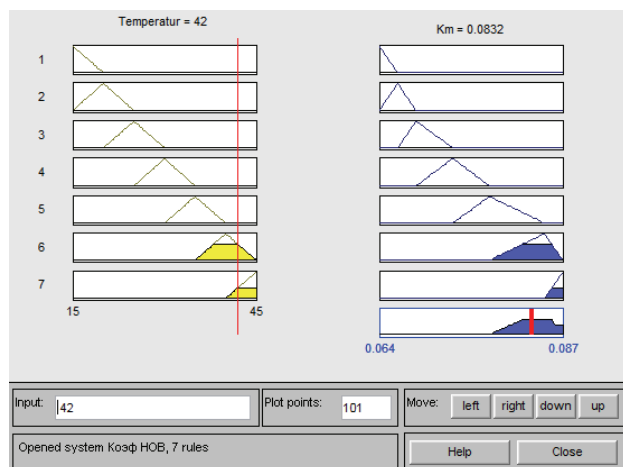 Temperatur = 42
Km = 0.0832
1
2
3
4
5
6
7
15 45
0.064 0.087
Input: 42 Plot points: 101 Move: left right down up
Opened system Коэф НОВ, 7 rules Help Close